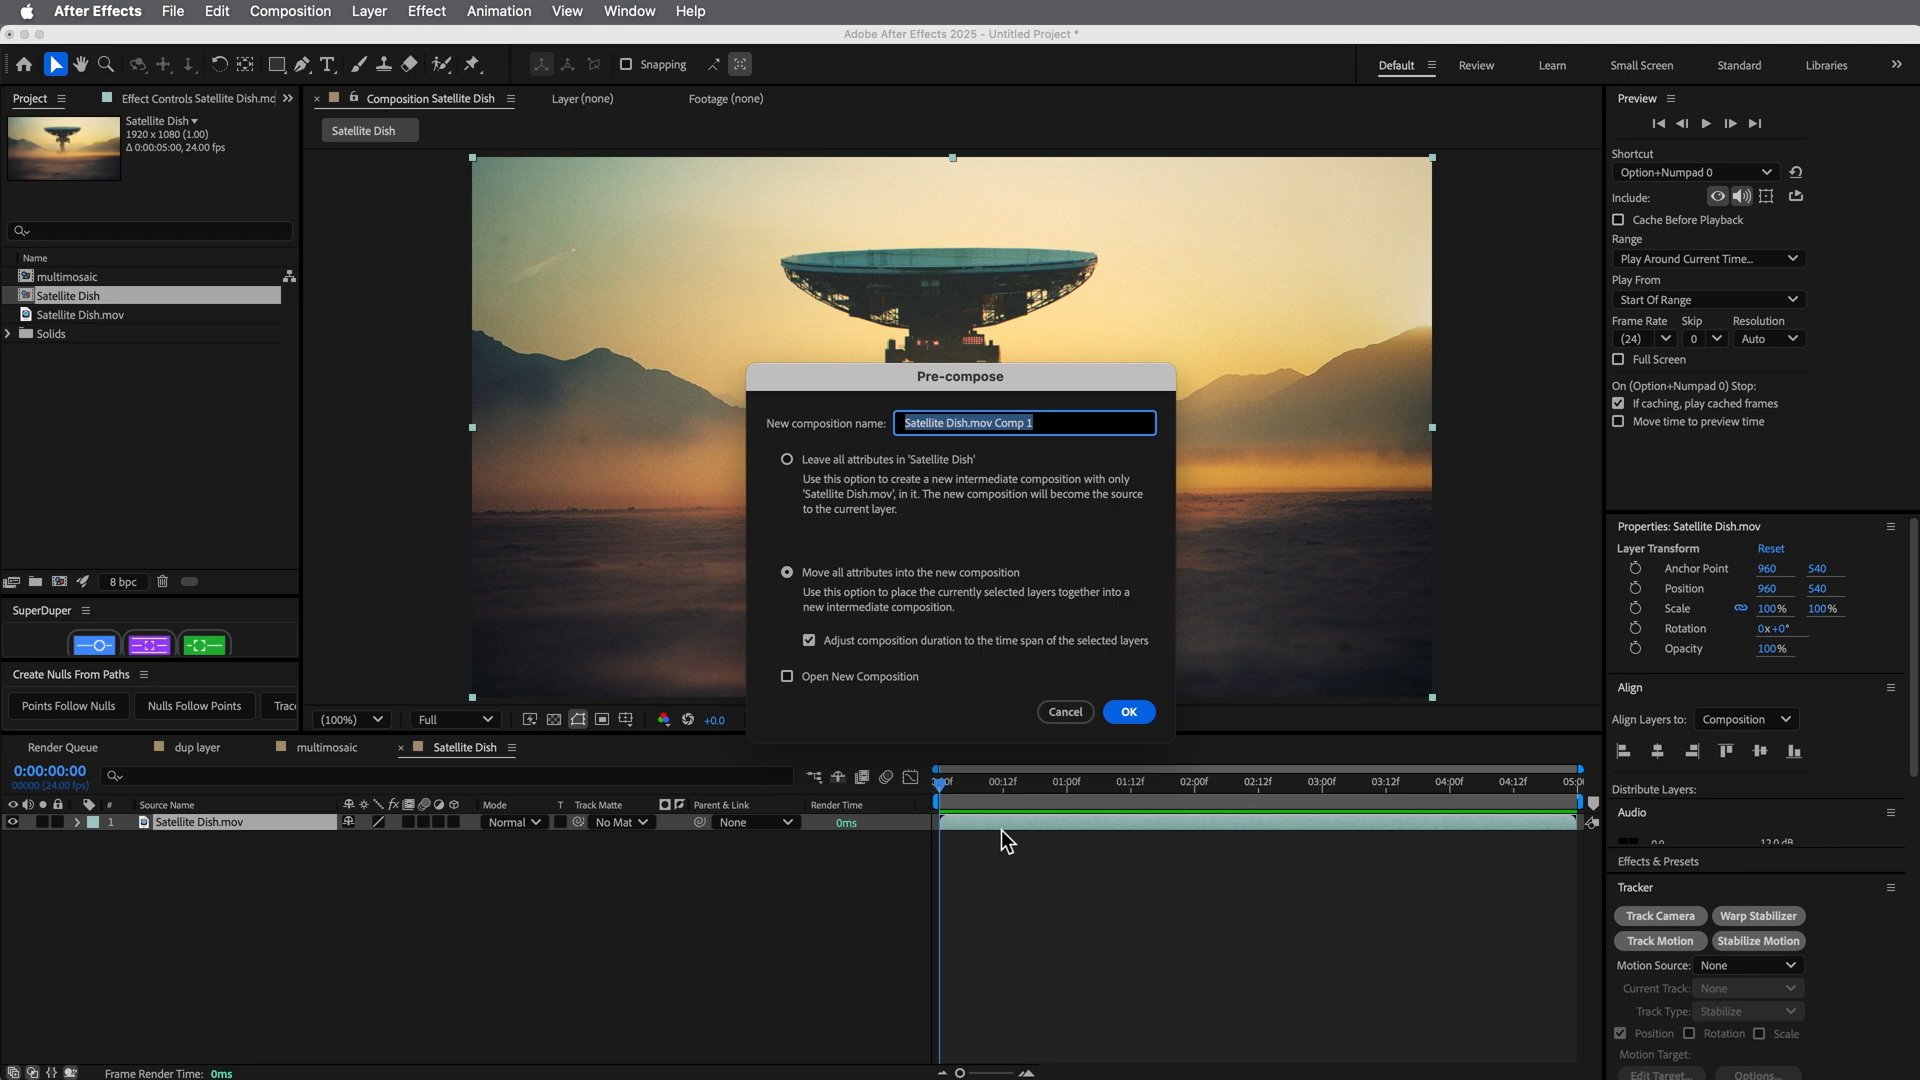 After Effects File Edit Composition Layer Effect Animation View Window Help
Adobe After Effects 2025 - Untitled Project *
Snapping
Default Review Learn Small Screen Standard Libraries
Project Effect Controls Satellite Dish.mo
Composition Satellite Dish Layer (none) Footage (none)
Satellite Dish
Satellite Dish
1920 x 1080 (1.00)
Δ 0:00:05:00, 24.00 fps
Name
multimosaic
Satellite Dish
Satellite Dish.mov
Solids
8 bpc
SuperDuper
Create Nulls From Paths
Points Follow Nulls Nulls Follow Points Trace
Pre-compose
New composition name: Satellite Dish.mov Comp 1
Leave all attributes in 'Satellite Dish'
Use this option to create a new intermediate composition with only
'Satellite Dish.mov', in it. The new composition will become the source
to the current layer.
Move all attributes into the new composition
Use this option to place the currently selected layers together into a
new intermediate composition.
Adjust composition duration to the time span of the selected layers
Open New Composition
Cancel OK
(100%) Full +0.0
Preview
Shortcut
Option+Numpad 0
Include:
Cache Before Playback
Range
Play Around Current Time...
Play From
Start Of Range
Frame Rate Skip Resolution
(24) 0 Auto
Full Screen
On (Option+Numpad 0) Stop:
If caching, play cached frames
Move time to preview time
Properties: Satellite Dish.mov
Layer Transform Reset
Anchor Point 960 540
Position 960 540
Scale 100% 100%
Rotation 0x+0°
Opacity 100%
Align
Align Layers to: Composition
Distribute Layers:
Audio
0.0 12.0 dB
Effects & Presets
Tracker
Track Camera Warp Stabilizer
Track Motion Stabilize Motion
Motion Source: None
Current Track: None
Track Type: Stabilize
Position Rotation Scale
Motion Target:
Edit Target... Options...
Render Queue dup layer multimosaic Satellite Dish
0:00:00:00
00000 (24.00 fps)
00:12f 01:00f 01:12f 02:00f 02:12f 03:00f 03:12f 04:00f 04:12f 05:0
# Source Name Mode T Track Matte Parent & Link Render Time
1 Satellite Dish.mov Normal No Mat None 0ms
Frame Render Time: 0ms